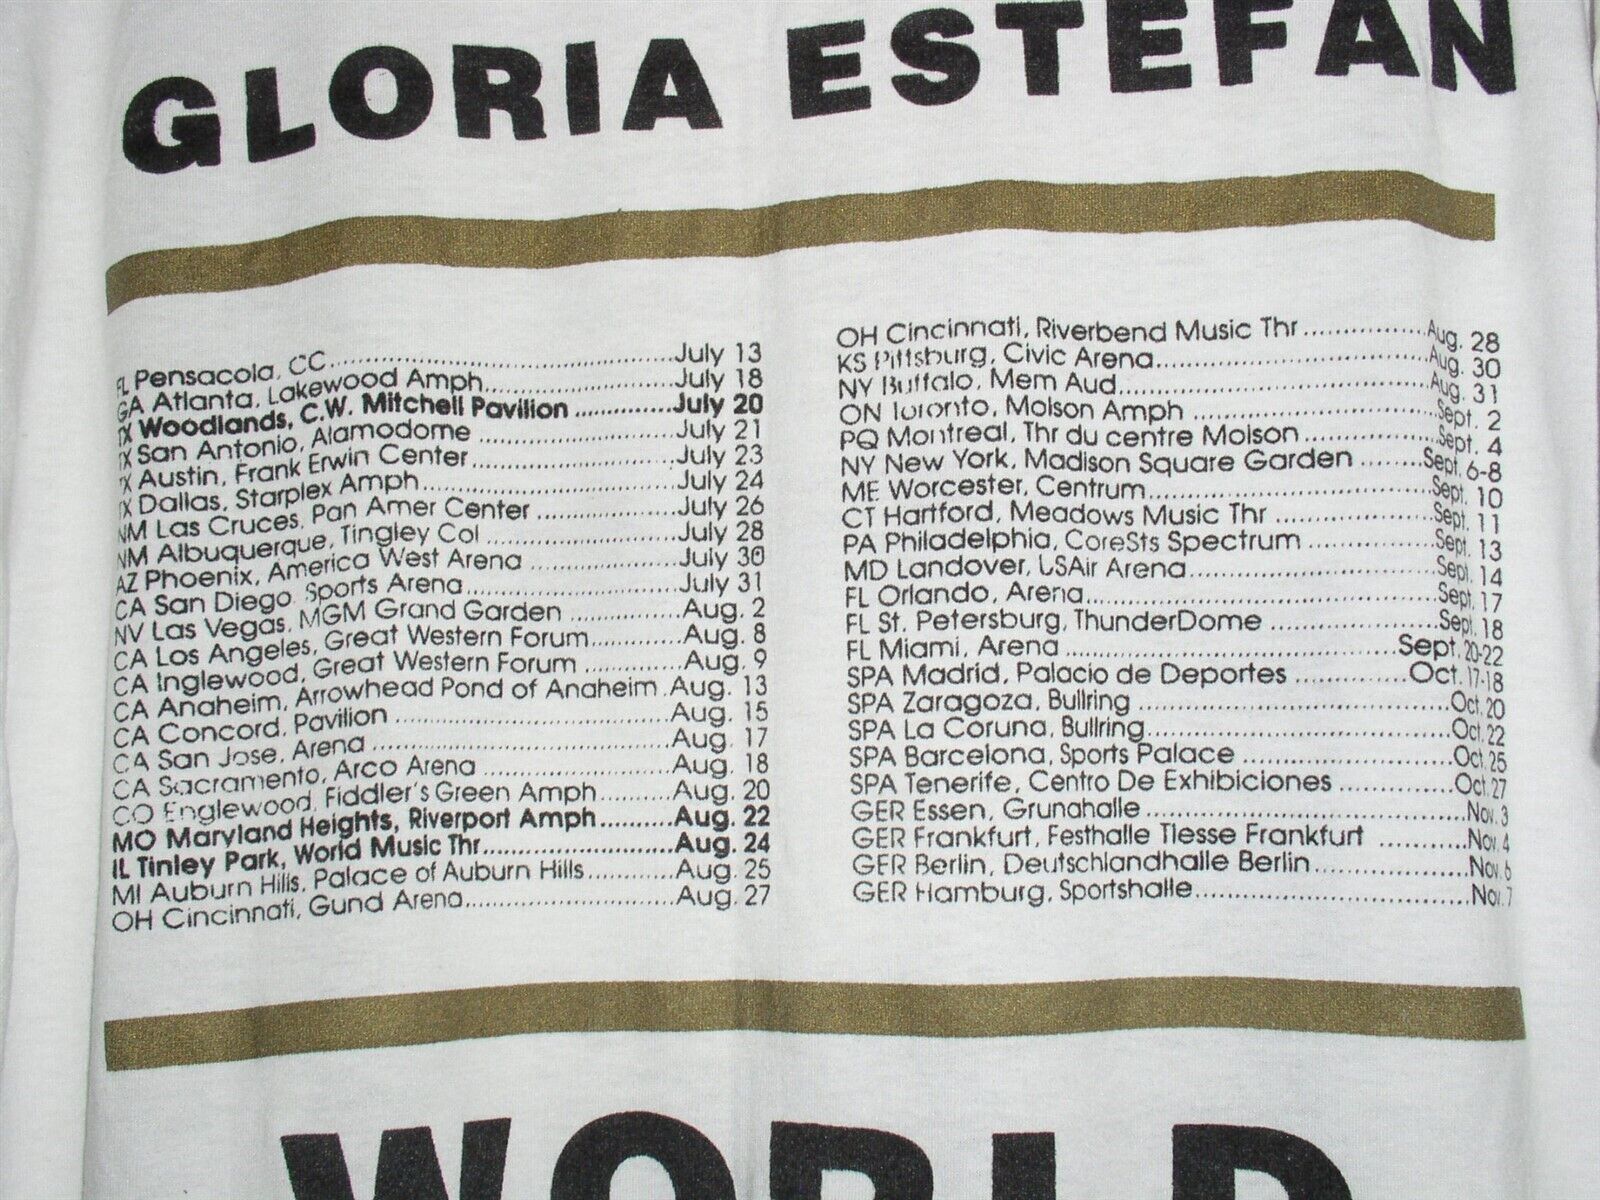 GLORIA ESTEFAN
FL Pensacola, CC......................................July 13
GA Atlanta, Lakewood Amph.....................July 18
TX Woodlands, C.W. Mitchell Pavilion .............July 20
TX San Antonio, Alamodome ......................July 21
TX Austin, Frank Erwin Center.......................July 23
TX Dallas, Starplex Amph............................July 24
NM Las Cruces, Pan Amer Center ...............July 26
NM Albuquerque, Tingley Col .....................July 28
AZ Phoenix, America West Arena ................July 30
CA San Diego, Sports Arena.......................July 31
NV Las Vegas, MGM Grand Garden .............Aug. 2
CA Los Angeles, Great Western Forum..........Aug. 8
CA Inglewood, Great Western Forum ...........Aug. 9
CA Anaheim, Arrowhead Pond of Anaheim .Aug. 13
CA Concord, Pavilion ..............................Aug. 15
CA San Jose, Arena ................................Aug. 17
CA Sacramento, Arco Arena ....................Aug. 18
CO Englewood, Fiddler's Green Amph.........Aug. 20
MO Maryland Heights, Riverport Amph.........Aug. 22
IL Tinley Park, World Music Thr.......................Aug. 24
MI Auburn Hills, Palace of Auburn Hills..........Aug. 25
OH Cincinnati, Gund Arena.......................Aug. 27
OH Cincinnati, Riverbend Music Thr ..............Aug. 28
KS Pittsburg, Civic Arena...........................Aug. 30
NY Buffalo, Mem Aud..............................Aug. 31
ON Toronto, Molson Amph .......................Sept. 2
PQ Montreal, Thr du centre Molson ..............Sept. 4
NY New York, Madison Square Garden ........Sept. 6-8
ME Worcester, Centrum............................Sept. 10
CT Hartford, Meadows Music Thr ................Sept. 11
PA Philadelphia, CoreSts Spectrum .............Sept. 13
MD Landover, USAir Arena........................Sept. 14
FL Orlando, Arena..................................Sept. 17
FL St. Petersburg, ThunderDome .................Sept. 18
FL Miami, Arena ....................................Sept. 20-22
SPA Madrid, Palacio de Deportes ..............Oct. 17-18
SPA Zaragoza, Bullring .............................Oct. 20
SPA La Coruna, Bullring............................Oct. 22
SPA Barcelona, Sports Palace ...................Oct. 25
SPA Tenerife, Centro De Exhibiciones ............Oct. 27
GER Essen, Grunahalle .............................Nov. 3
GER Frankfurt, Festhalle Tlesse Frankfurt ...........Nov. 4
GER Berlin, Deutschlandhalle Berlin................Nov. 6
GER Hamburg, Sportshalle........................Nov. 7
WORLD